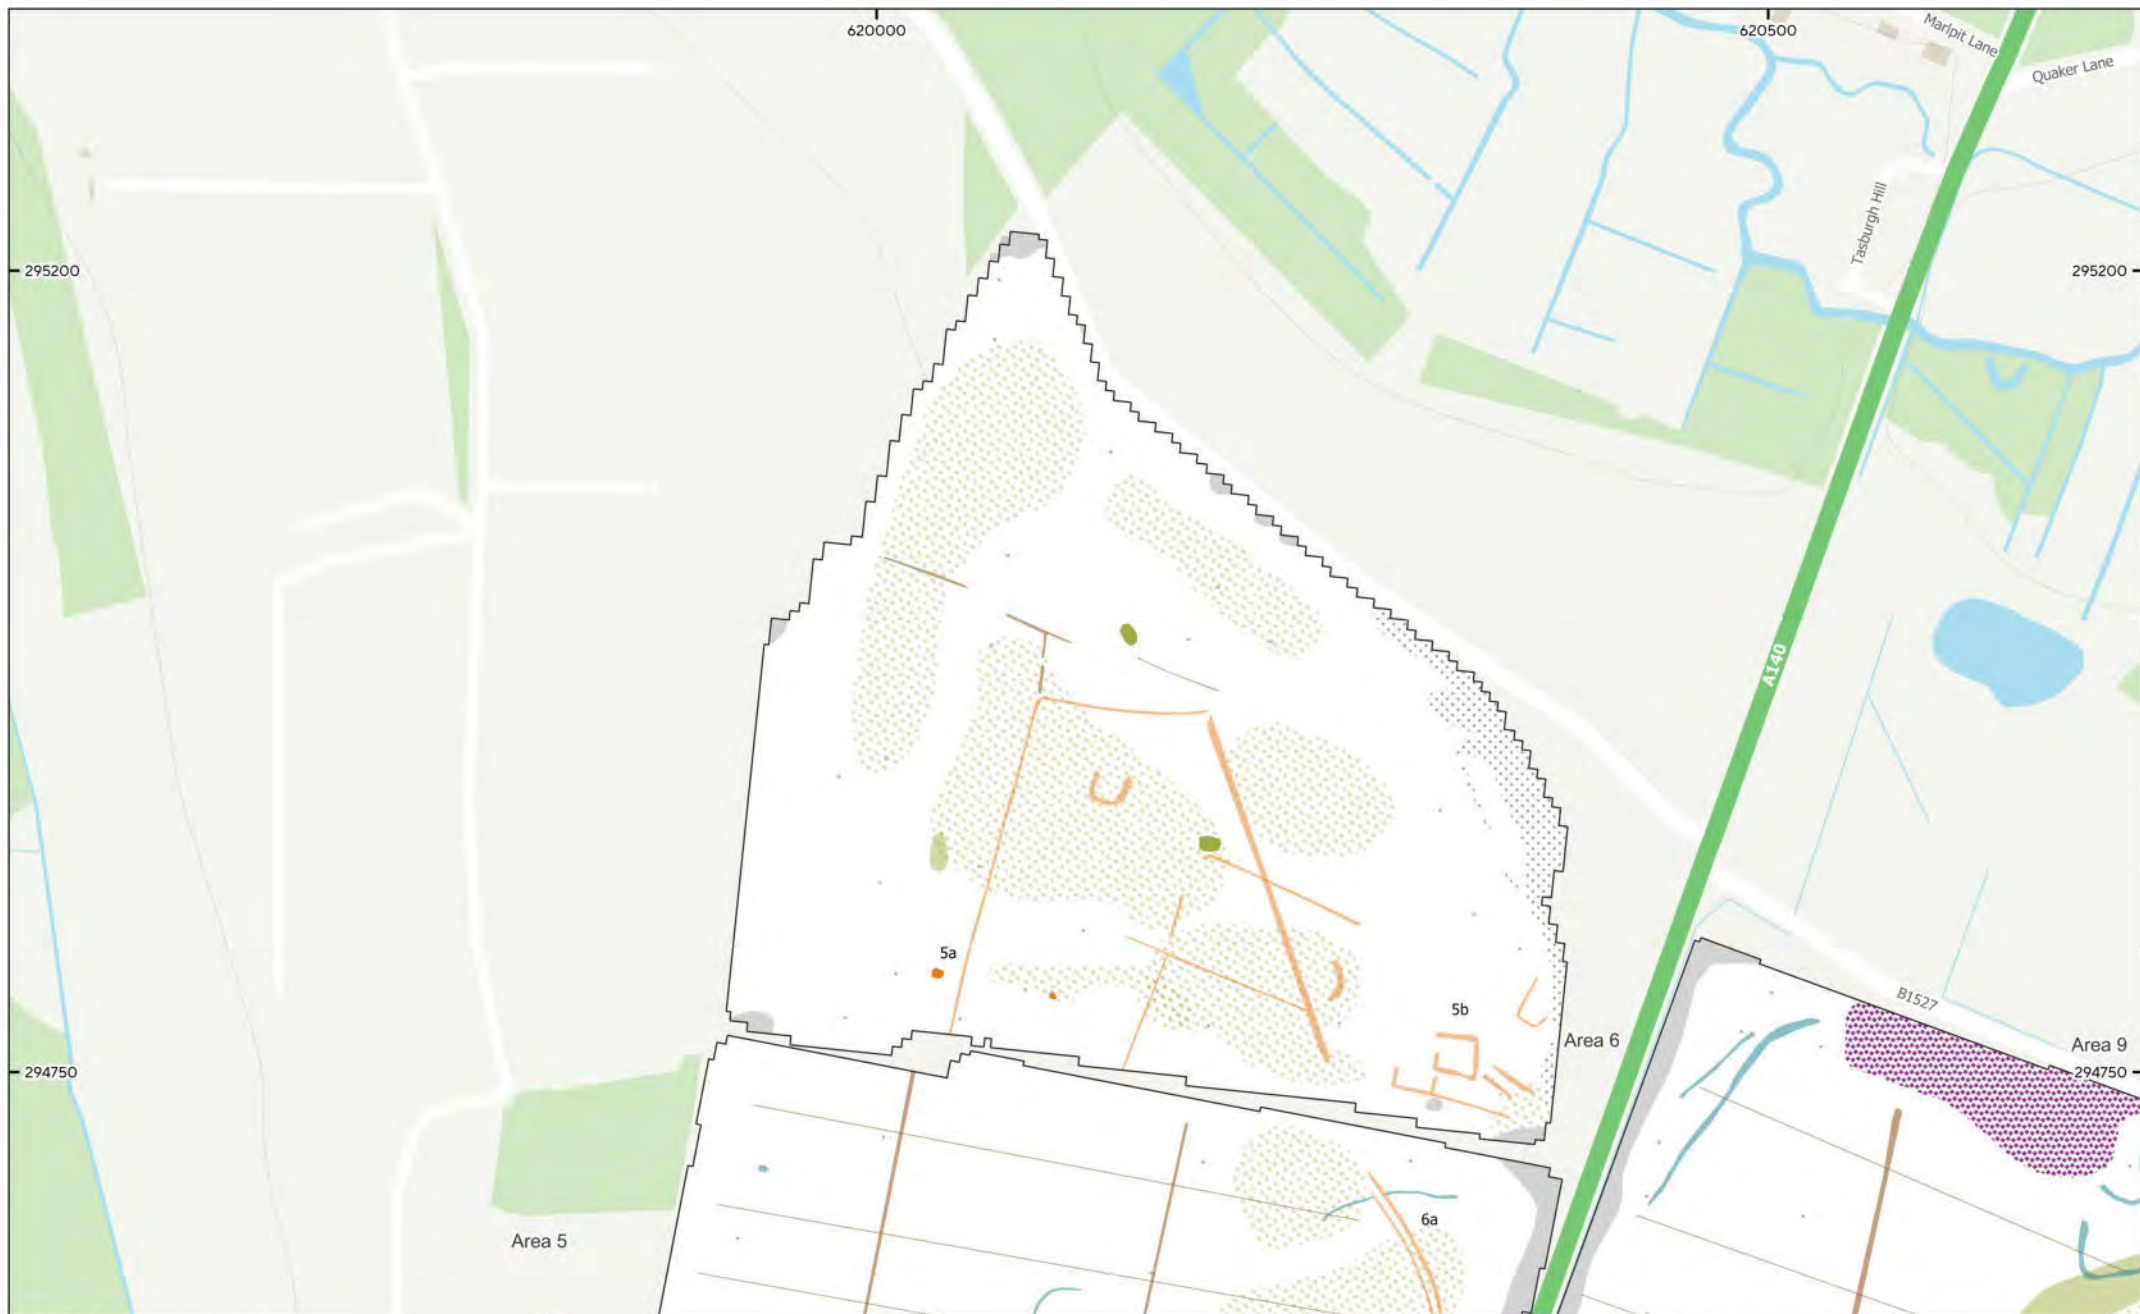 620000
620500
Marlpit Lane
Quaker Lane
Tasburgh Hill
295200
295200
A140
5a
5b
B1527
Area 6
Area 9
294750
294750
6a
Area 5